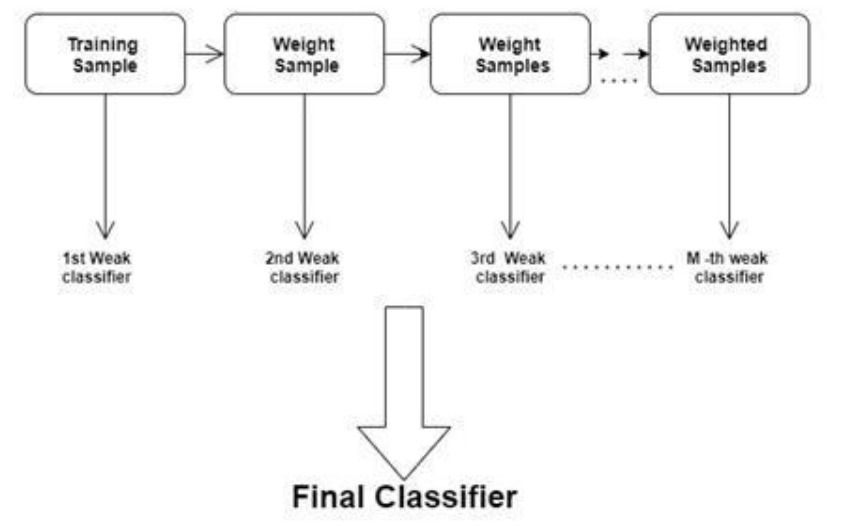 Training
Sample
Weight
Sample
Weight
Samples
Weighted
Samples
1st Weak
classifier
2nd Weak
classifier
3rd Weak
classifier
M -th weak
classifier
Final Classifier